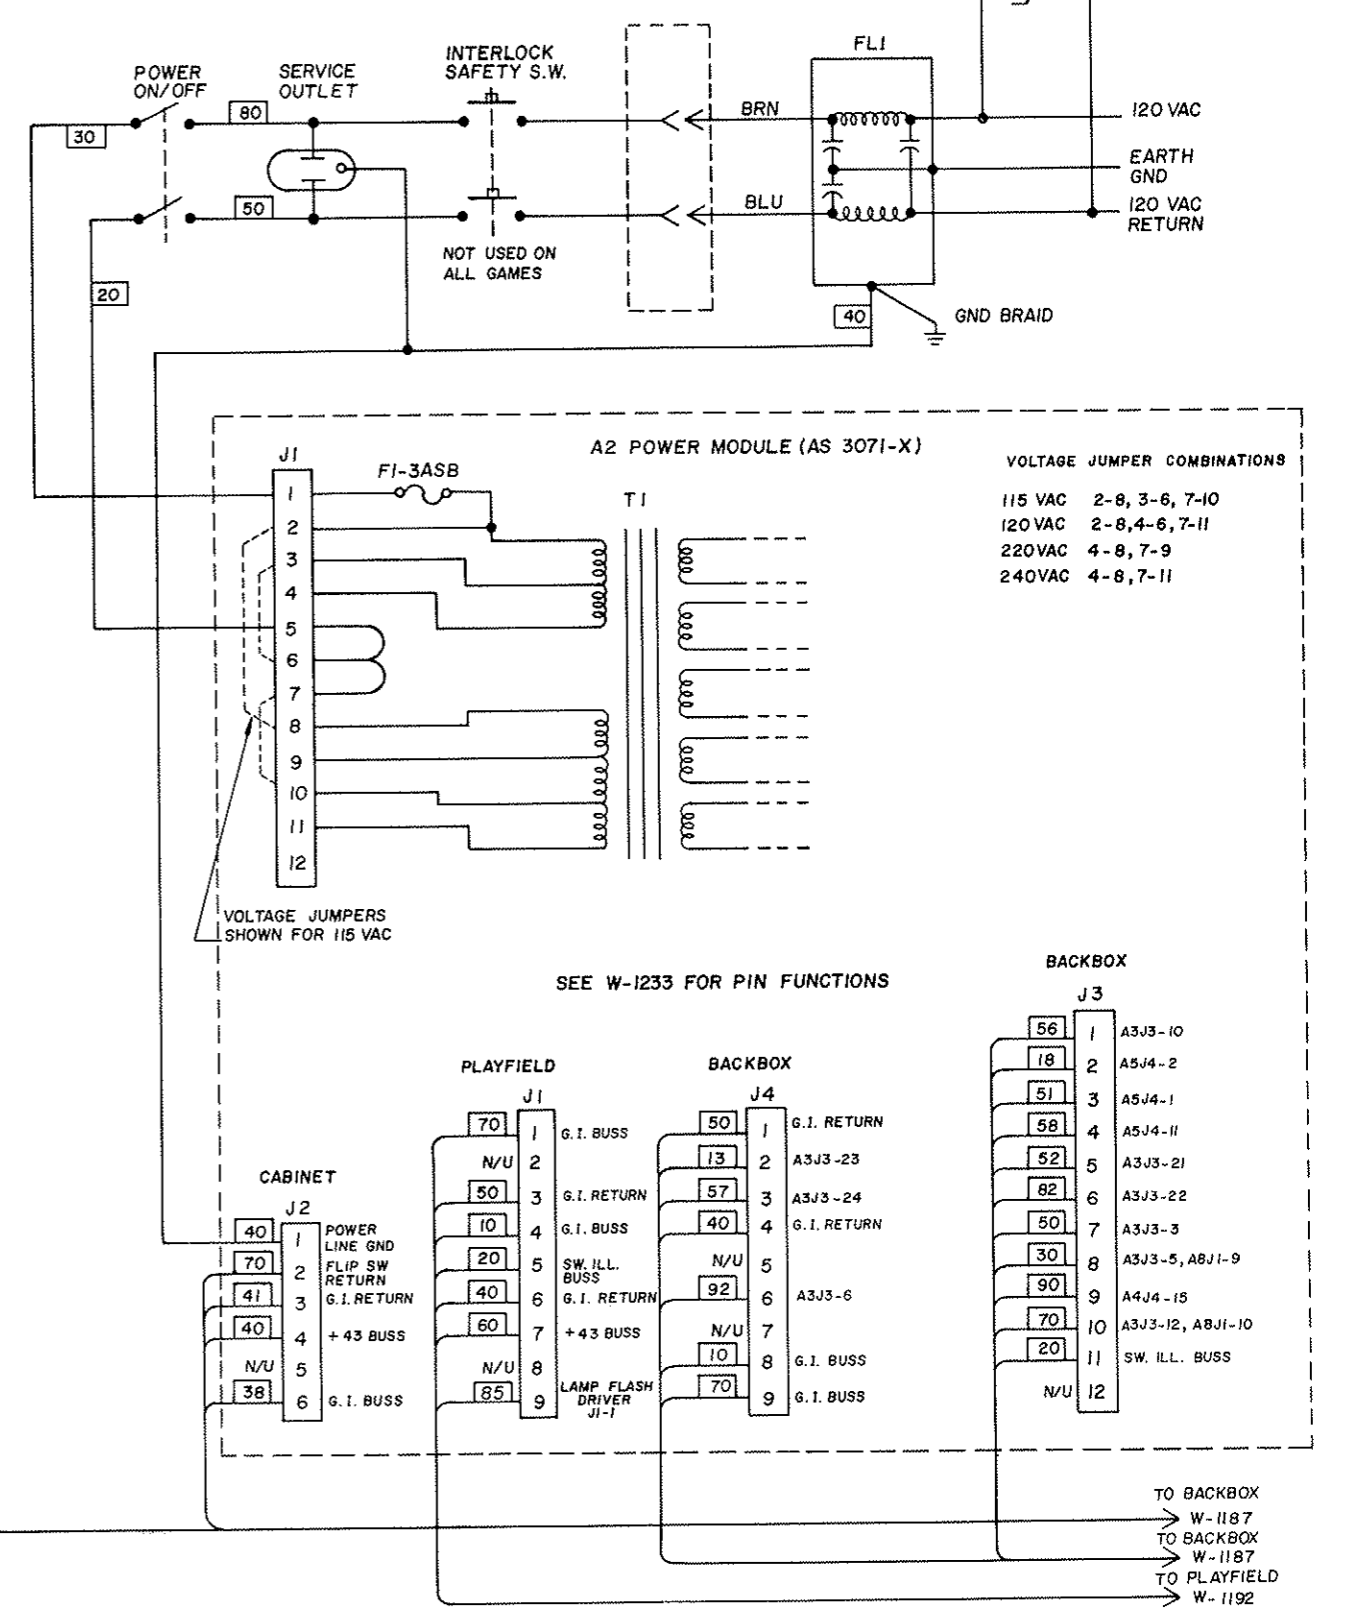 FL1
INTERLOCK
SAFETY S.W.
POWER
ON/OFF
SERVICE
OUTLET
80
30
BRN
120 VAC
EARTH
GND
50
BLU
120 VAC
RETURN
NOT USED ON
ALL GAMES
20
40
GND BRAID
A2 POWER MODULE (AS 3071-X)
J1
F1-3ASB
T1
VOLTAGE JUMPER COMBINATIONS
115 VAC 2-8, 3-6, 7-10
120 VAC 2-8, 4-6, 7-11
220VAC 4-8, 7-9
240VAC 4-8, 7-11
1
2
3
4
5
6
7
8
9
10
11
12
VOLTAGE JUMPERS
SHOWN FOR 115 VAC
SEE W-1233 FOR PIN FUNCTIONS
CABINET
J2
40 1 POWER
LINE GND
70 2 FLIP SW
RETURN
41 3 G.I. RETURN
40 4 +43 BUSS
N/U 5
38 6 G.I. BUSS
PLAYFIELD
J1
70 1 G.I. BUSS
N/U 2
50 3 G.I. RETURN
10 4 G.I. BUSS
20 5 SW. ILL.
BUSS
40 6 G.I. RETURN
60 7 +43 BUSS
N/U 8
85 9 LAMP FLASH
DRIVER
J1-1
BACKBOX
J4
50 1 G.I. RETURN
13 2 A3J3-23
57 3 A3J3-24
40 4 G.I. RETURN
N/U 5
92 6 A3J3-6
N/U 7
10 8 G.I. BUSS
70 9 G.I. BUSS
BACKBOX
J3
56 1 A3J3-10
18 2 A5J4-2
51 3 A5J4-1
58 4 A5J4-11
52 5 A3J3-21
82 6 A3J3-22
50 7 A3J3-3
30 8 A3J3-5, A8J1-9
90 9 A4J4-15
70 10 A3J3-12, A8J1-10
20 11 SW. ILL. BUSS
N/U 12
TO BACKBOX
W-1187
TO BACKBOX
W-1187
TO PLAYFIELD
W-1192